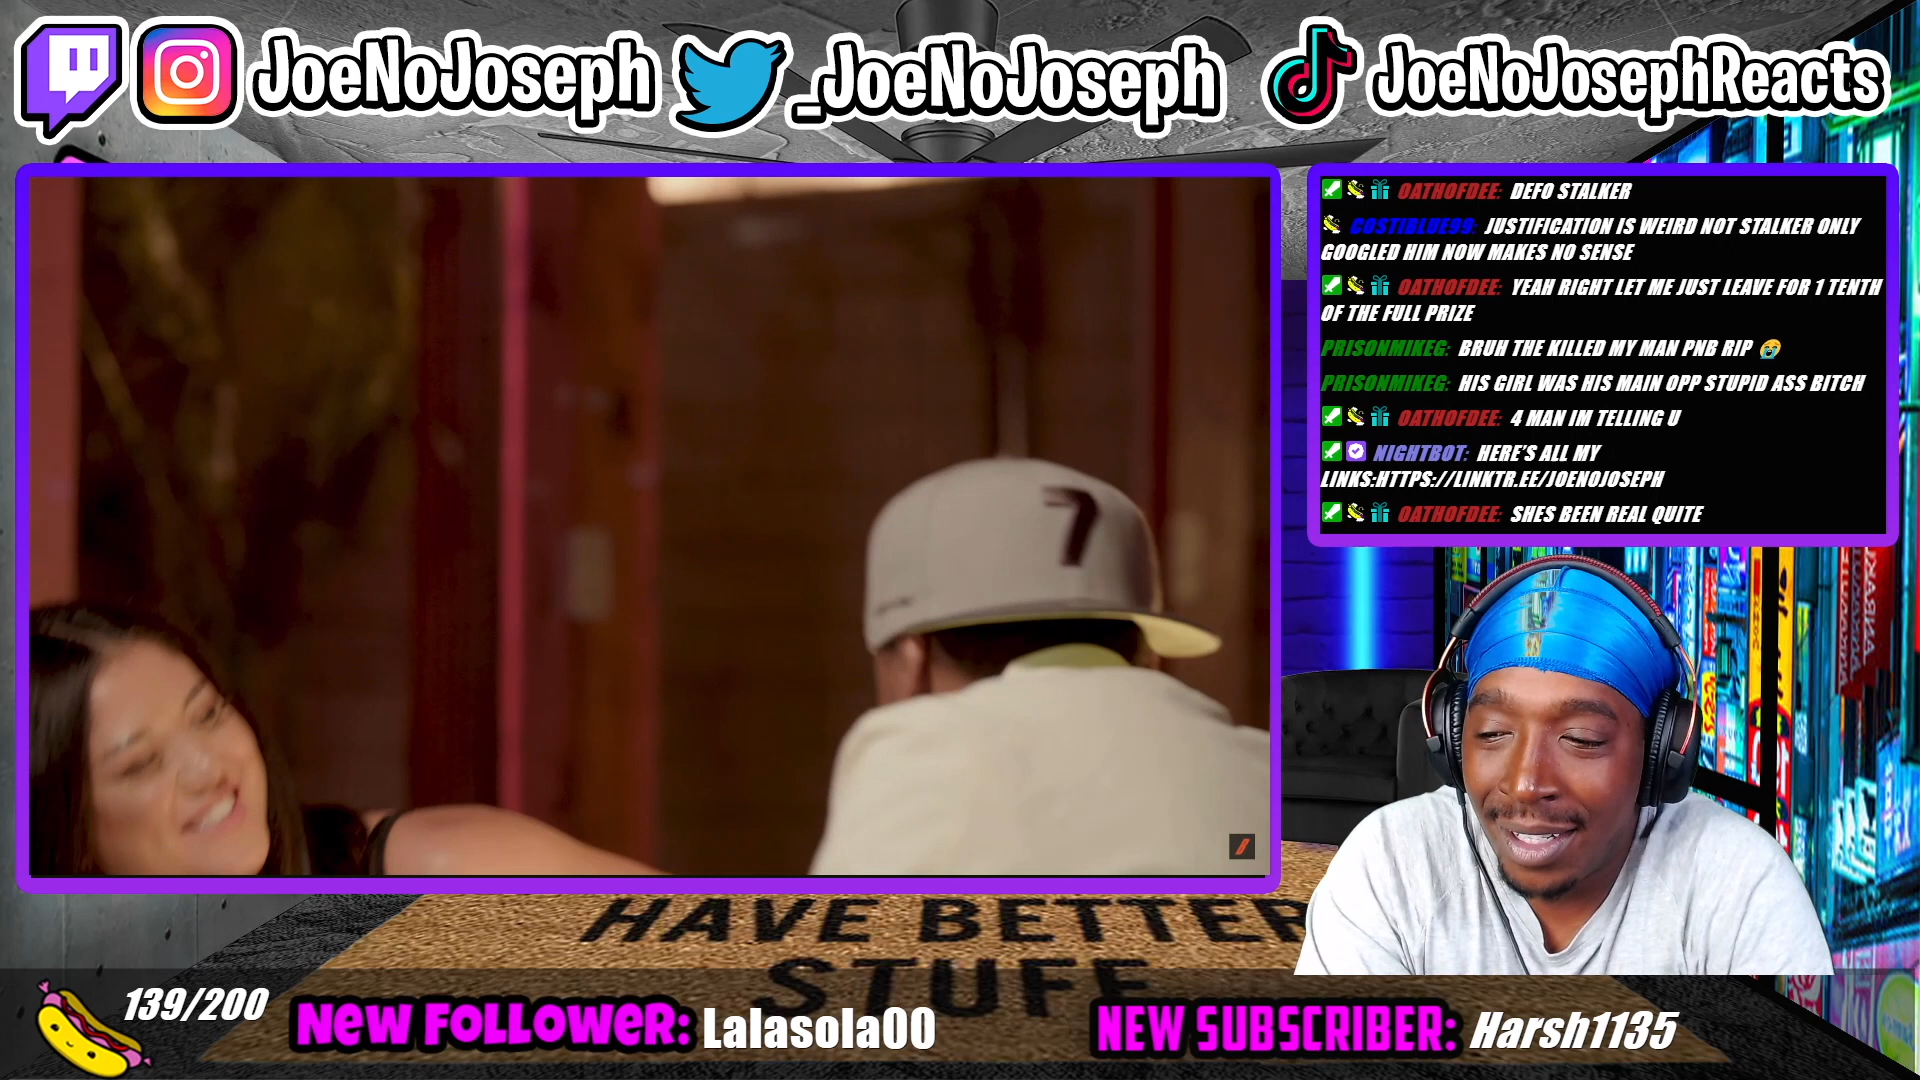 JoeNoJoseph
_JoeNoJoseph
JoeNoJosephReacts
OATHOFDEE: DEFO STALKER
COSTIBLUE99: JUSTIFICATION IS WEIRD NOT STALKER ONLY
GOOGLED HIM NOW MAKES NO SENSE
OATHOFDEE: YEAH RIGHT LET ME JUST LEAVE FOR 1 TENTH
OF THE FULL PRIZE
PRISONMIKEG: BRUH THE KILLED MY MAN PNB RIP 😭
PRISONMIKEG: HIS GIRL WAS HIS MAIN OPP STUPID ASS BITCH
OATHOFDEE: 4 MAN IM TELLING U
NIGHTBOT: HERE'S ALL MY
LINKS:HTTPS://LINKTR.EE/JOENOJOSEPH
OATHOFDEE: SHES BEEN REAL QUITE
7
HAVE BETTER
STUFF
139/200
NEW FOLLOWER: Lalasola00
NEW SUBSCRIBER: Harsh1135